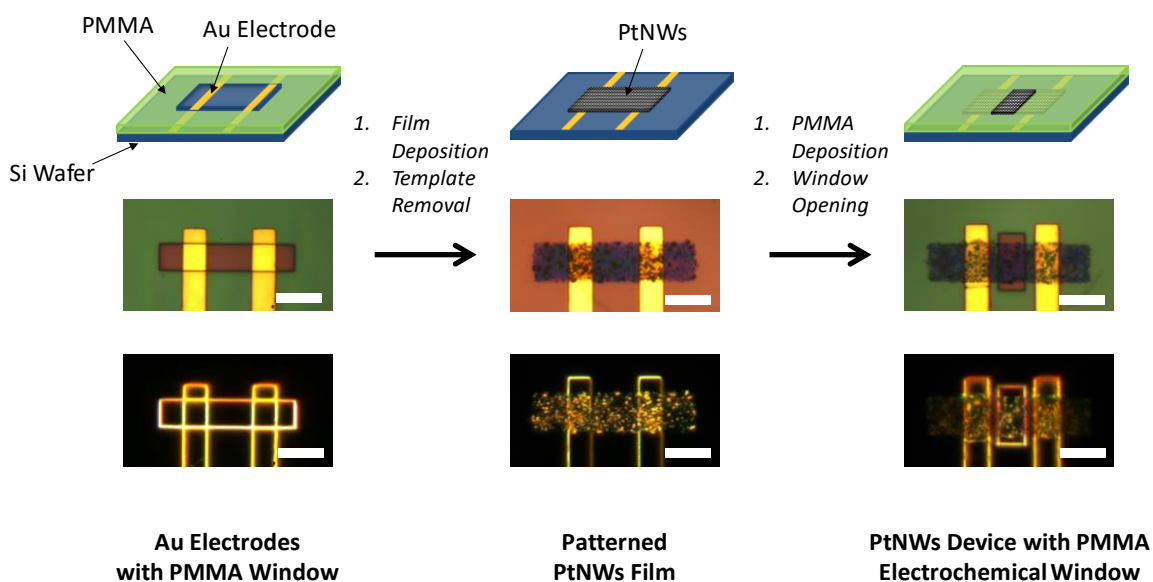 PMMA
Au Electrode
PtNWs
Si Wafer
1. Film
Deposition
2. Template
Removal
1. PMMA
Deposition
2. Window
Opening
Au Electrodes
with PMMA Window
Patterned
PtNWs Film
PtNWs Device with PMMA
Electrochemical Window